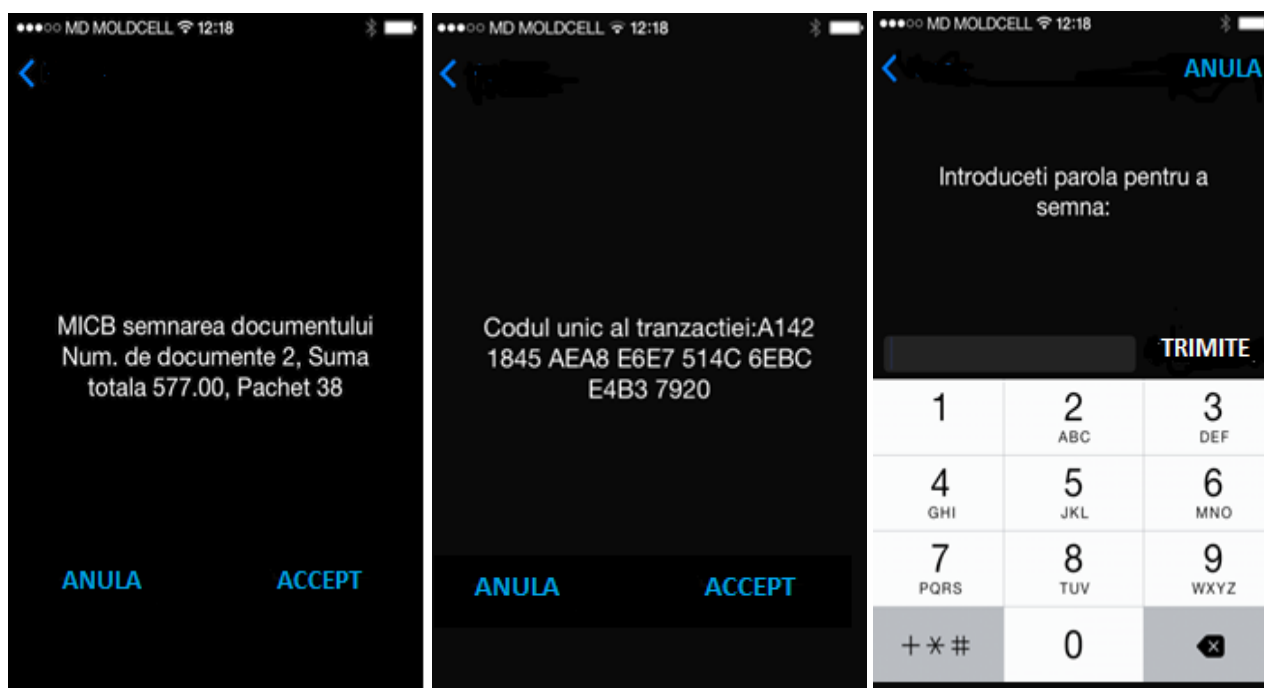 MD MOLDCELL 12:18
MICB semnarea documentului
Num. de documente 2, Suma
totala 577.00, Pachet 38
ANULA ACCEPT
MD MOLDCELL 12:18
Codul unic al tranzactiei:A142
1845 AEA8 E6E7 514C 6EBC
E4B3 7920
ANULA ACCEPT
MD MOLDCELL 12:18
ANULA
Introduceti parola pentru a
semna:
TRIMITE
1 2 3
ABC DEF
4 5 6
GHI JKL MNO
7 8 9
PQRS TUV WXYZ
+*# 0